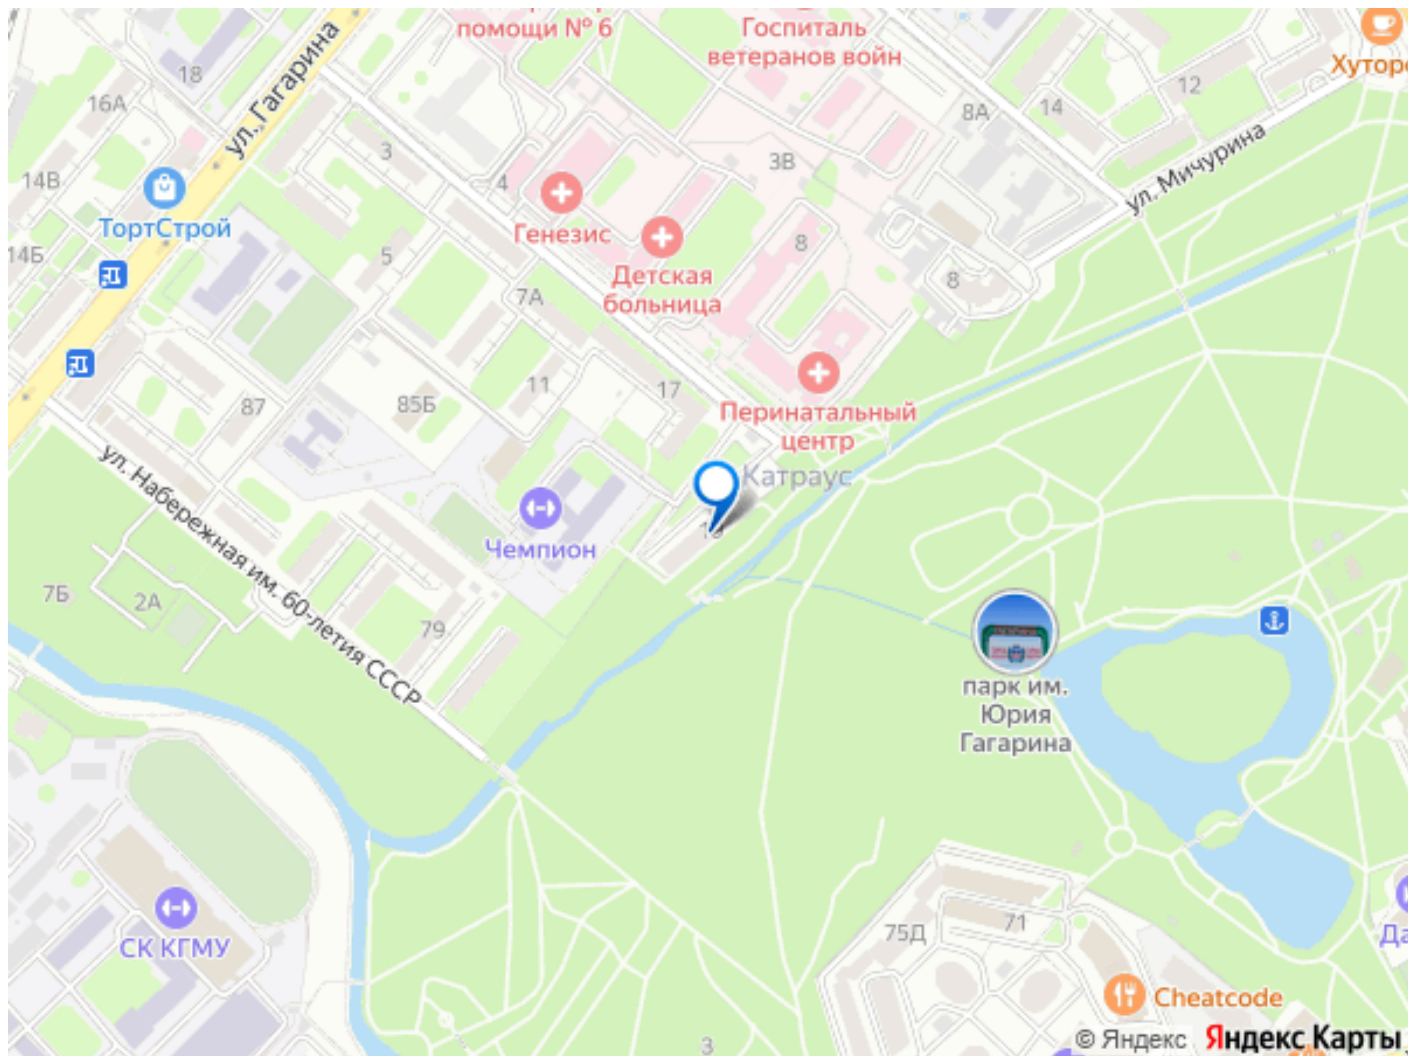 помощи № 6
Госпиталь
ветеранов войн
Хуторо
18
ул. Гагарина
16А
12
14
8А
3
3В
14В
4
ул. Мичурина
ТортСтрой
Генезис
14Б
5
8
Детская
больница
8
7А
11
17
87
85Б
Перинатальный
центр
Катраус
ул. Набережная им. 60-летия СССР
Чемпион
7Б
2А
79
парк им.
Юрия
Гагарина
75Д
71
СК КГМУ
Да
Cheatcode
3
© Яндекс Яндекс Карты